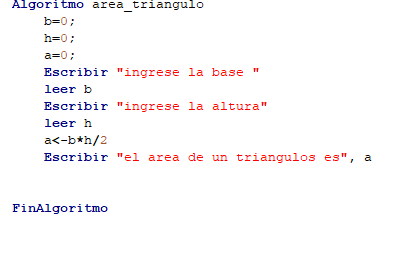 Algoritmo area_triangulo
b=0;
h=0;
a=0;
Escribir "ingrese la base "
leer b
Escribir "ingrese la altura"
leer h
a<-b*h/2
Escribir "el area de un triangulos es", a
FinAlgoritmo